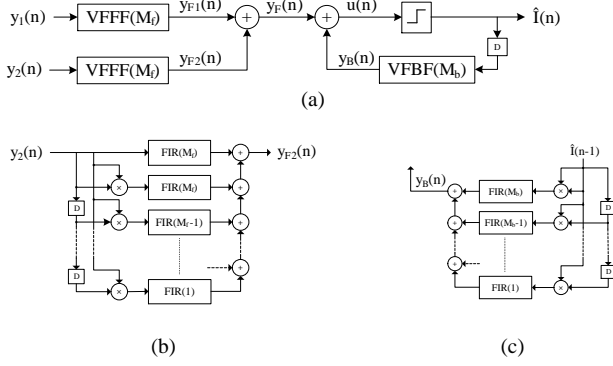 y1(n)
VFFF(Mf)
yF1(n)
+
yF(n)
+
u(n)
Î(n)
D
y2(n)
VFFF(Mf)
yF2(n)
yB(n)
VFBF(Mb)
(a)
y2(n)
FIR(Mf)
+
yF2(n)
×
FIR(Mf)
+
D
×
FIR(Mf-1)
+
+
D
×
FIR(1)
(b)
Î(n-1)
yB(n)
+
FIR(Mb)
×
D
+
FIR(Mb-1)
×
+
D
FIR(1)
×
(c)